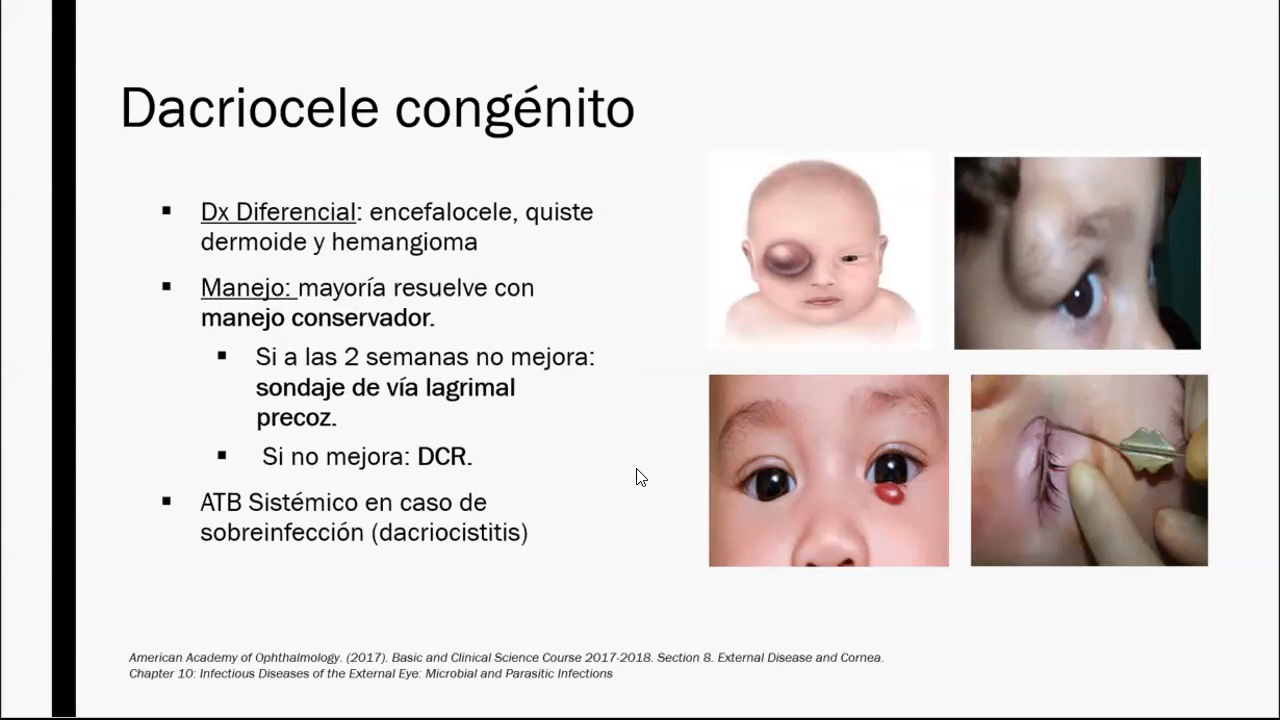 Dacriocele congénito
▪ Dx Diferencial: encefalocele, quiste
dermoide y hemangioma
▪ Manejo: mayoría resuelve con
manejo conservador.
▪ Si a las 2 semanas no mejora:
sondaje de vía lagrimal
precoz.
▪ Si no mejora: DCR.
▪ ATB Sistémico en caso de
sobreinfección (dacriocistitis)
American Academy of Ophthalmology. (2017). Basic and Clinical Science Course 2017-2018. Section 8. External Disease and Cornea.
Chapter 10: Infectious Diseases of the External Eye: Microbial and Parasitic Infections